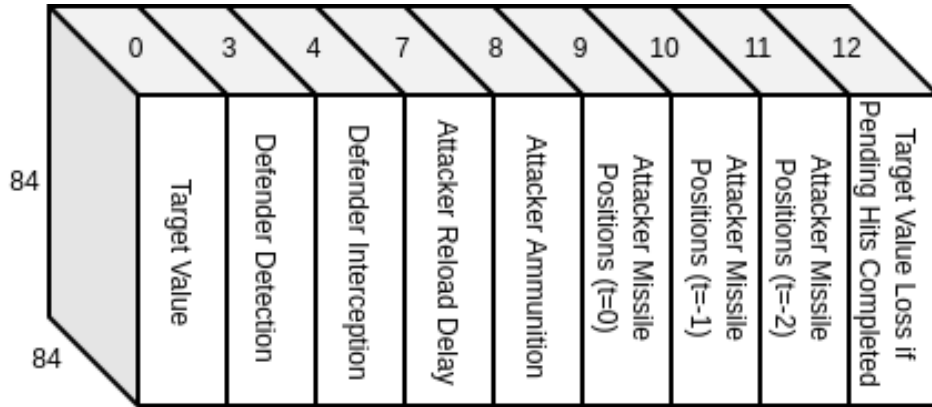 0 3 4 7 8 9 10 11 12
84
84
Target Value
Defender Detection
Defender Interception
Attacker Reload Delay
Attacker Ammunition
Attacker Missile
Positions (t=0)
Attacker Missile
Positions (t=-1)
Attacker Missile
Positions (t=-2)
Target Value Loss if
Pending Hits Completed